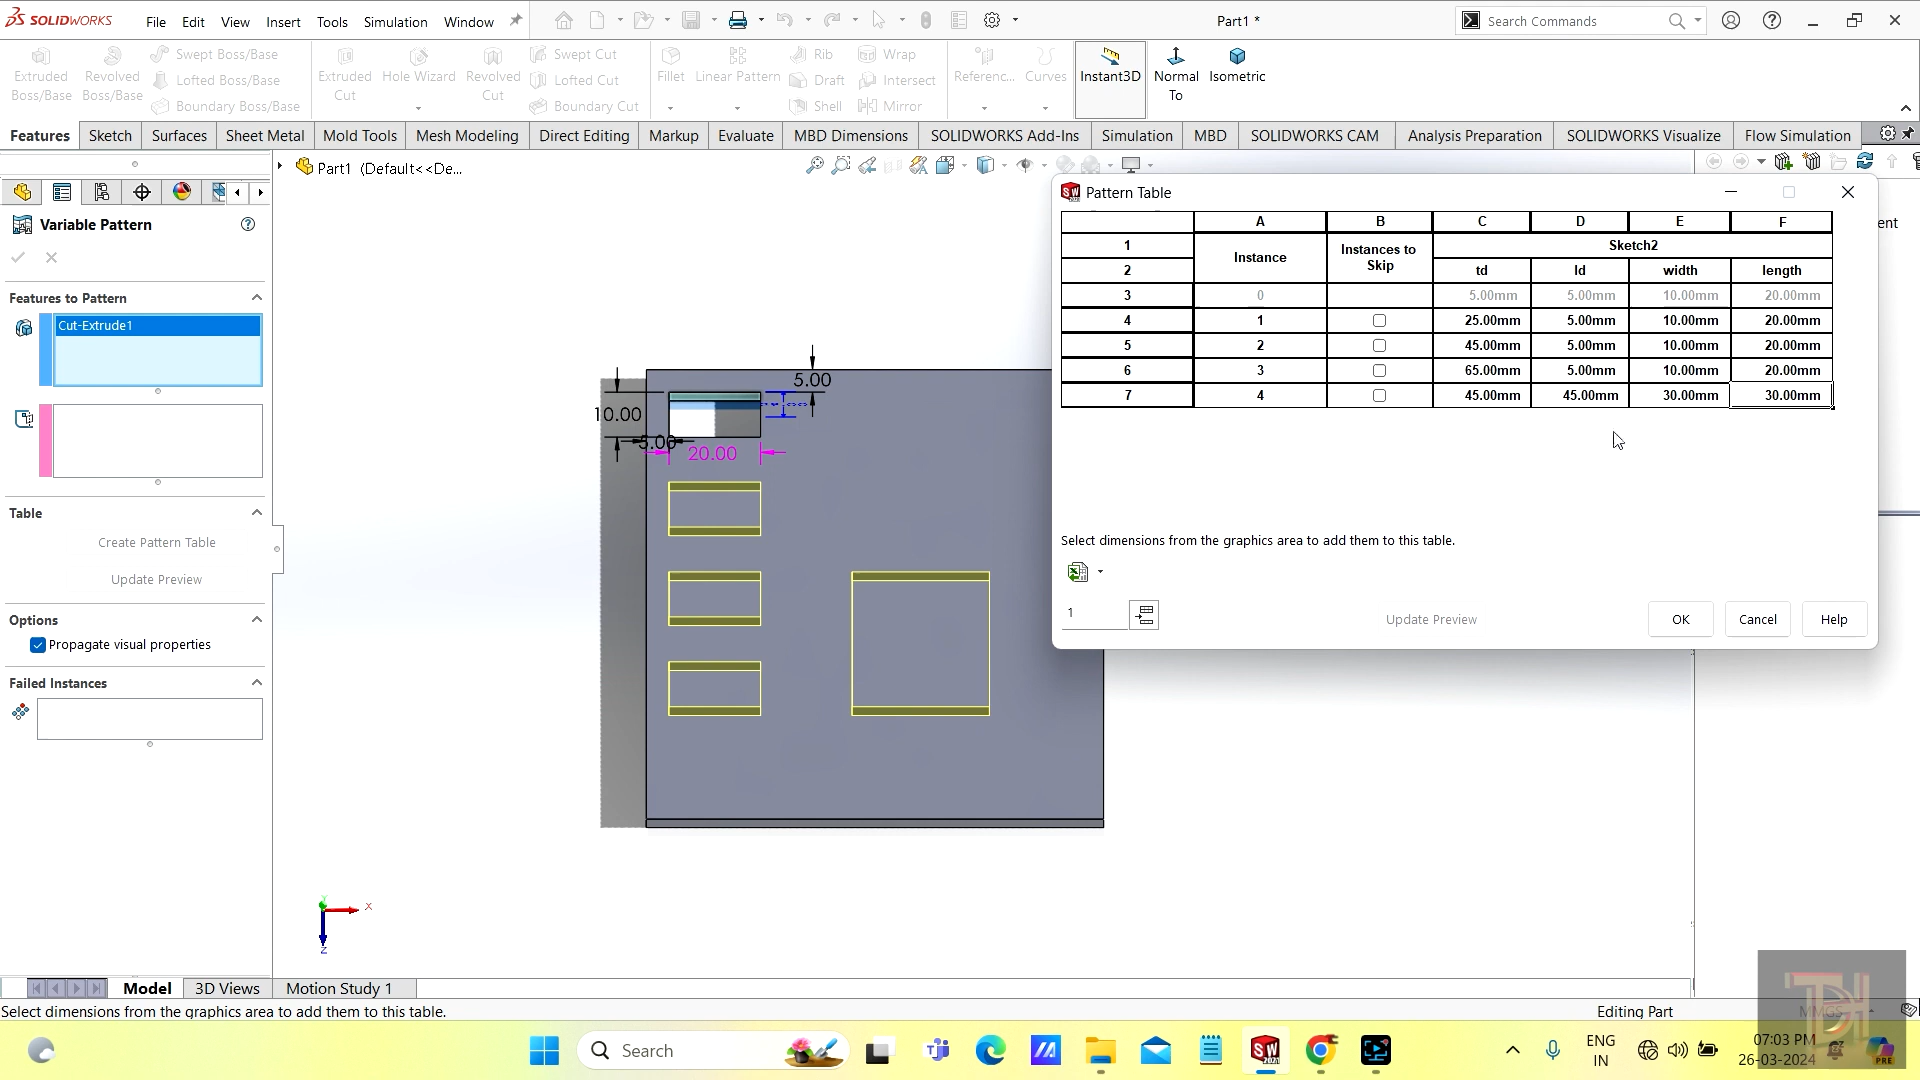 SOLIDWORKS File Edit View Insert Tools Simulation Window Part1 * Search Commands
Extruded Boss/Base
Revolved Boss/Base
Swept Boss/Base
Lofted Boss/Base
Boundary Boss/Base
Extruded Cut
Hole Wizard
Revolved Cut
Swept Cut
Lofted Cut
Boundary Cut
Fillet
Linear Pattern
Rib
Draft
Shell
Wrap
Intersect
Mirror
Referenc...
Curves
Instant3D
Normal To
Isometric
Features Sketch Surfaces Sheet Metal Mold Tools Mesh Modeling Direct Editing Markup Evaluate MBD Dimensions SOLIDWORKS Add-Ins Simulation MBD SOLIDWORKS CAM Analysis Preparation SOLIDWORKS Visualize Flow Simulation
Part1 (Default<<De...
Variable Pattern
Features to Pattern
Cut-Extrude1
Table
Create Pattern Table
Update Preview
Options
Propagate visual properties
Failed Instances
5.00
10.00
5.00
20.00
X
Z
Pattern Table
ent
A B C D E F
1 Instance Instances to Skip Sketch2
2 td ld width length
3 0 5.00mm 5.00mm 10.00mm 20.00mm
4 1 25.00mm 5.00mm 10.00mm 20.00mm
5 2 45.00mm 5.00mm 10.00mm 20.00mm
6 3 65.00mm 5.00mm 10.00mm 20.00mm
7 4 45.00mm 45.00mm 30.00mm 30.00mm
Select dimensions from the graphics area to add them to this table.
1 Update Preview OK Cancel Help
Model 3D Views Motion Study 1
Select dimensions from the graphics area to add them to this table. Editing Part MMGS
Search
ENG
IN
07:03 PM
26-03-2024
PRE